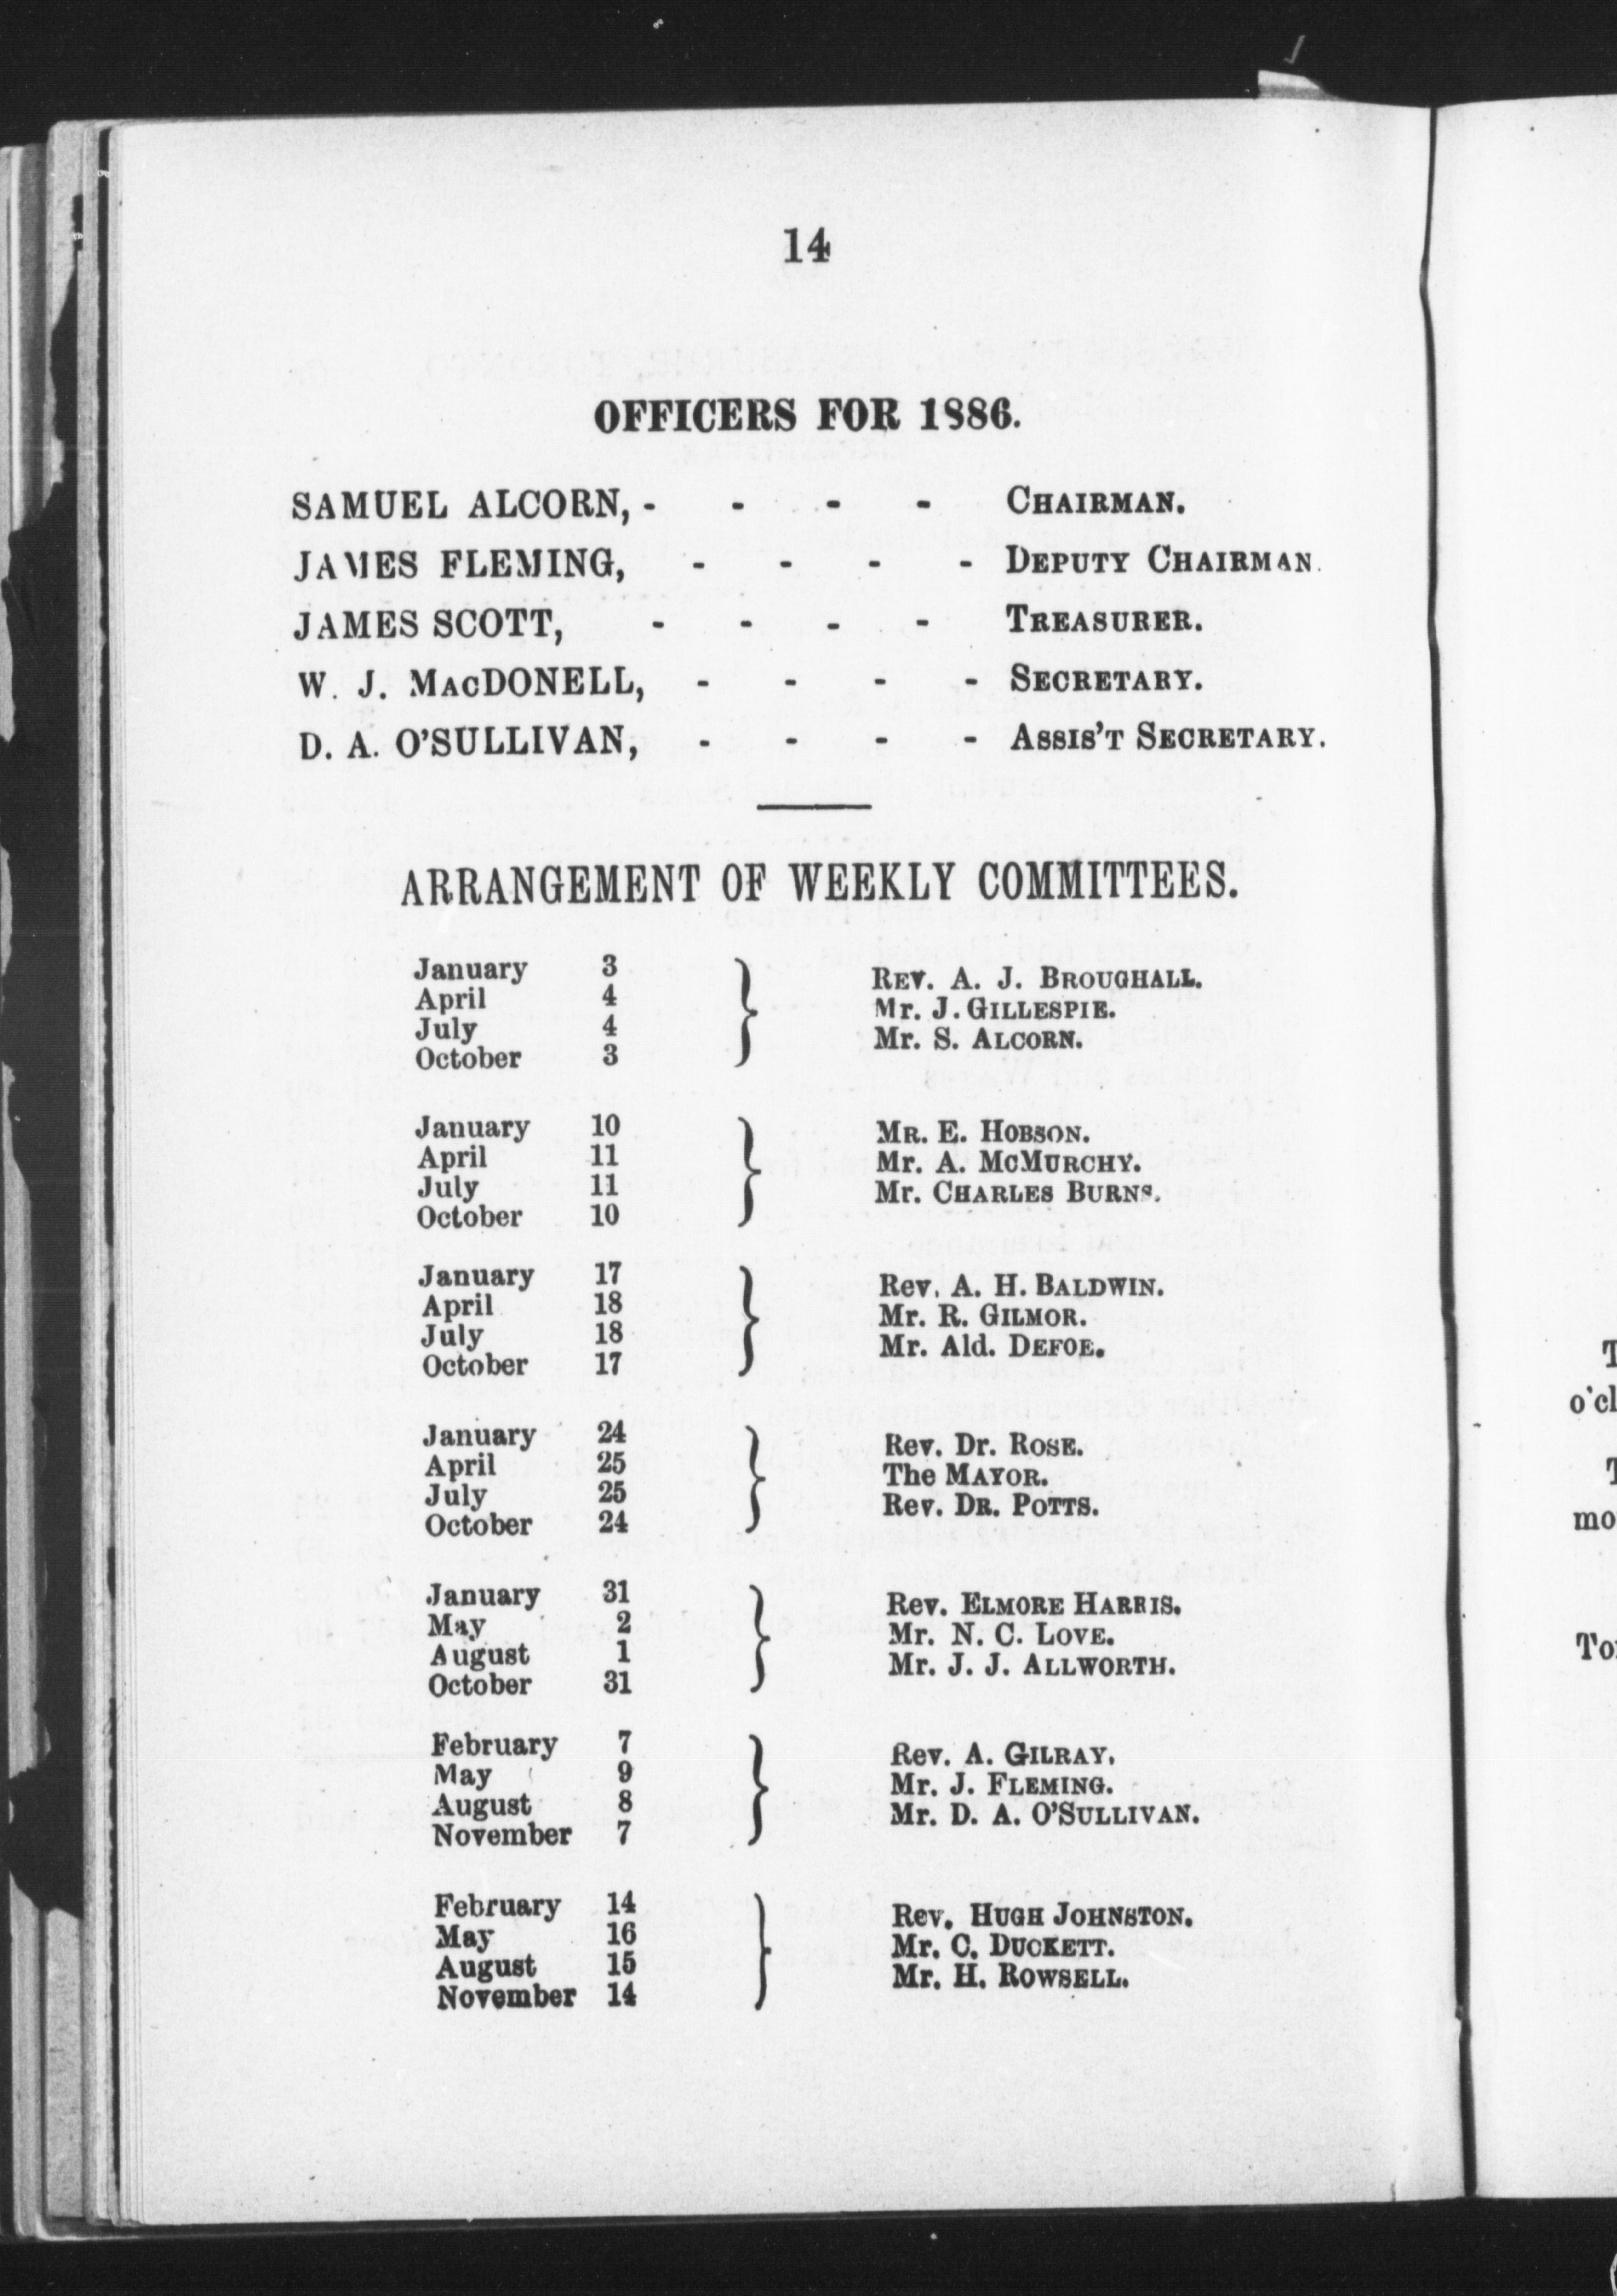 14
OFFICERS FOR 1886.
SAMUEL ALCORN, - - - - CHAIRMAN.
JAMES FLEMING, - - - - DEPUTY CHAIRMAN.
JAMES SCOTT, - - - - TREASURER.
W. J. MACDONELL, - - - - SECRETARY.
D. A. O'SULLIVAN, - - - - ASSIS'T SECRETARY.
ARRANGEMENT OF WEEKLY COMMITTEES.
January 3
April 4
July 4
October 3
REV. A. J. BROUGHALL.
Mr. J. GILLESPIE.
Mr. S. ALCORN.
January 10
April 11
July 11
October 10
MR. E. HOBSON.
Mr. A. MCMURCHY.
Mr. CHARLES BURNS.
January 17
April 18
July 18
October 17
Rev. A. H. BALDWIN.
Mr. R. GILMOR.
Mr. Ald. DEFOE.
January 24
April 25
July 25
October 24
Rev. Dr. ROSE.
The MAYOR.
Rev. DR. POTTS.
January 31
May 2
August 1
October 31
Rev. ELMORE HARRIS.
Mr. N. C. LOVE.
Mr. J. J. ALLWORTH.
February 7
May 9
August 8
November 7
Rev. A. GILRAY.
Mr. J. FLEMING.
Mr. D. A. O'SULLIVAN.
February 14
May 16
August 15
November 14
Rev. HUGH JOHNSTON.
Mr. C. DUCKETT.
Mr. H. ROWSELL.
o'cl
mo